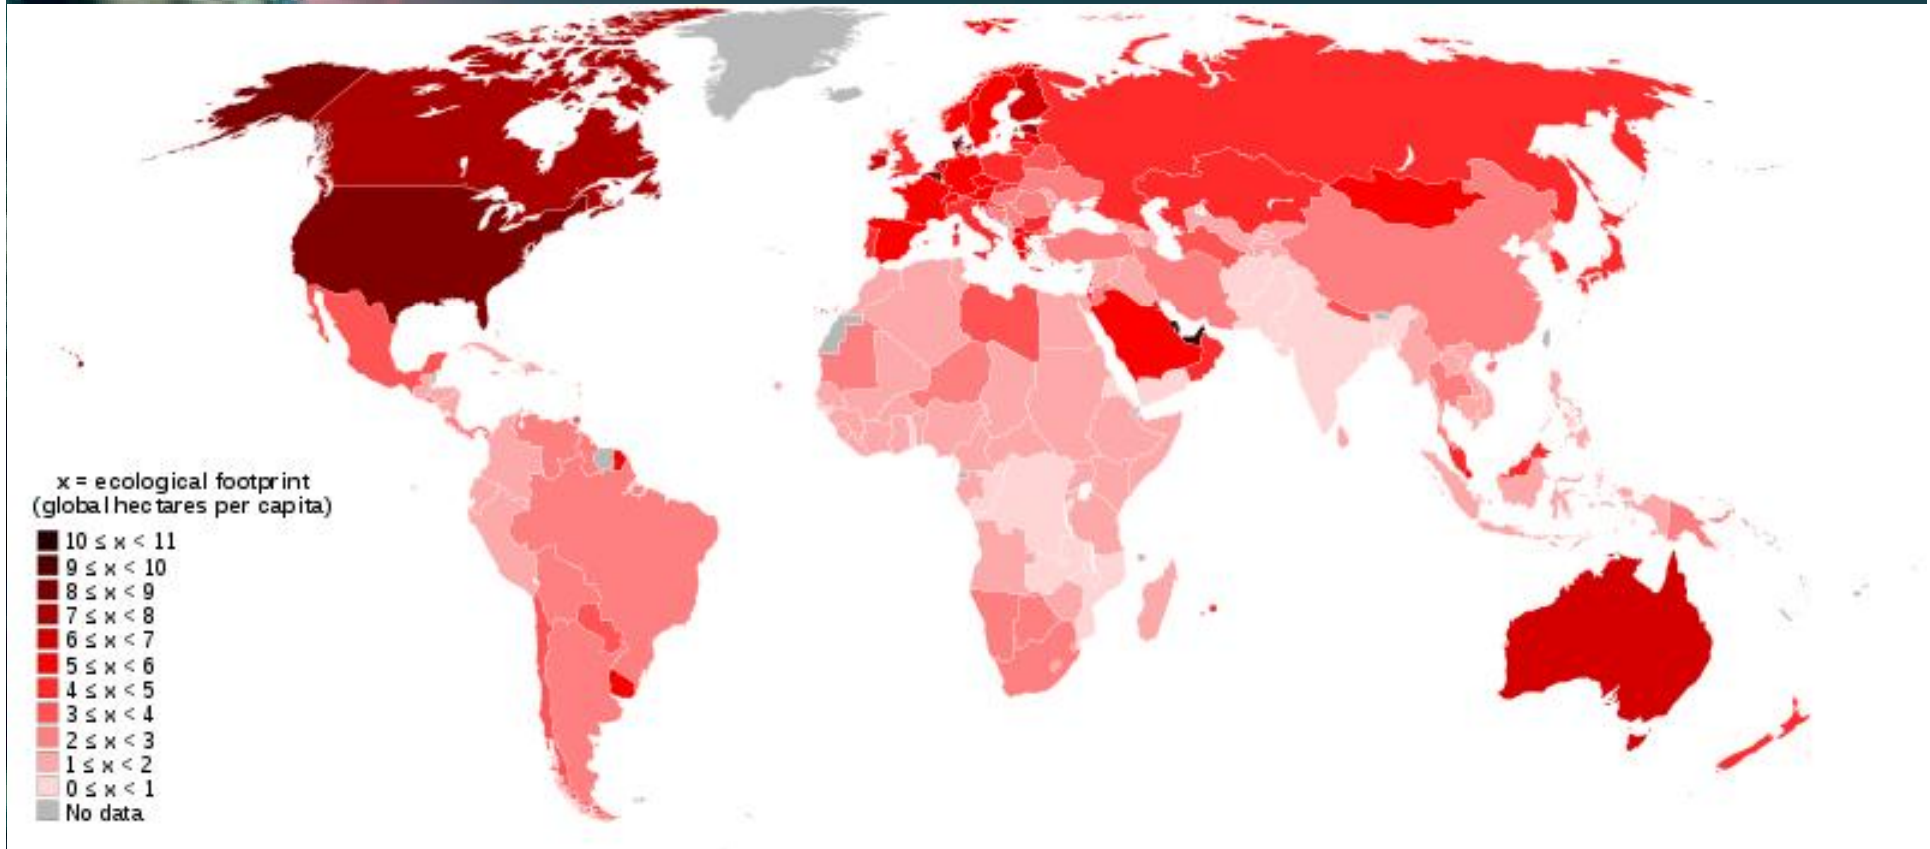 x = ecological footprint
(global hectares per capita)
10 ≤ x < 11
9 ≤ x < 10
8 ≤ x < 9
7 ≤ x < 8
6 ≤ x < 7
5 ≤ x < 6
4 ≤ x < 5
3 ≤ x < 4
2 ≤ x < 3
1 ≤ x < 2
0 ≤ x < 1
No data